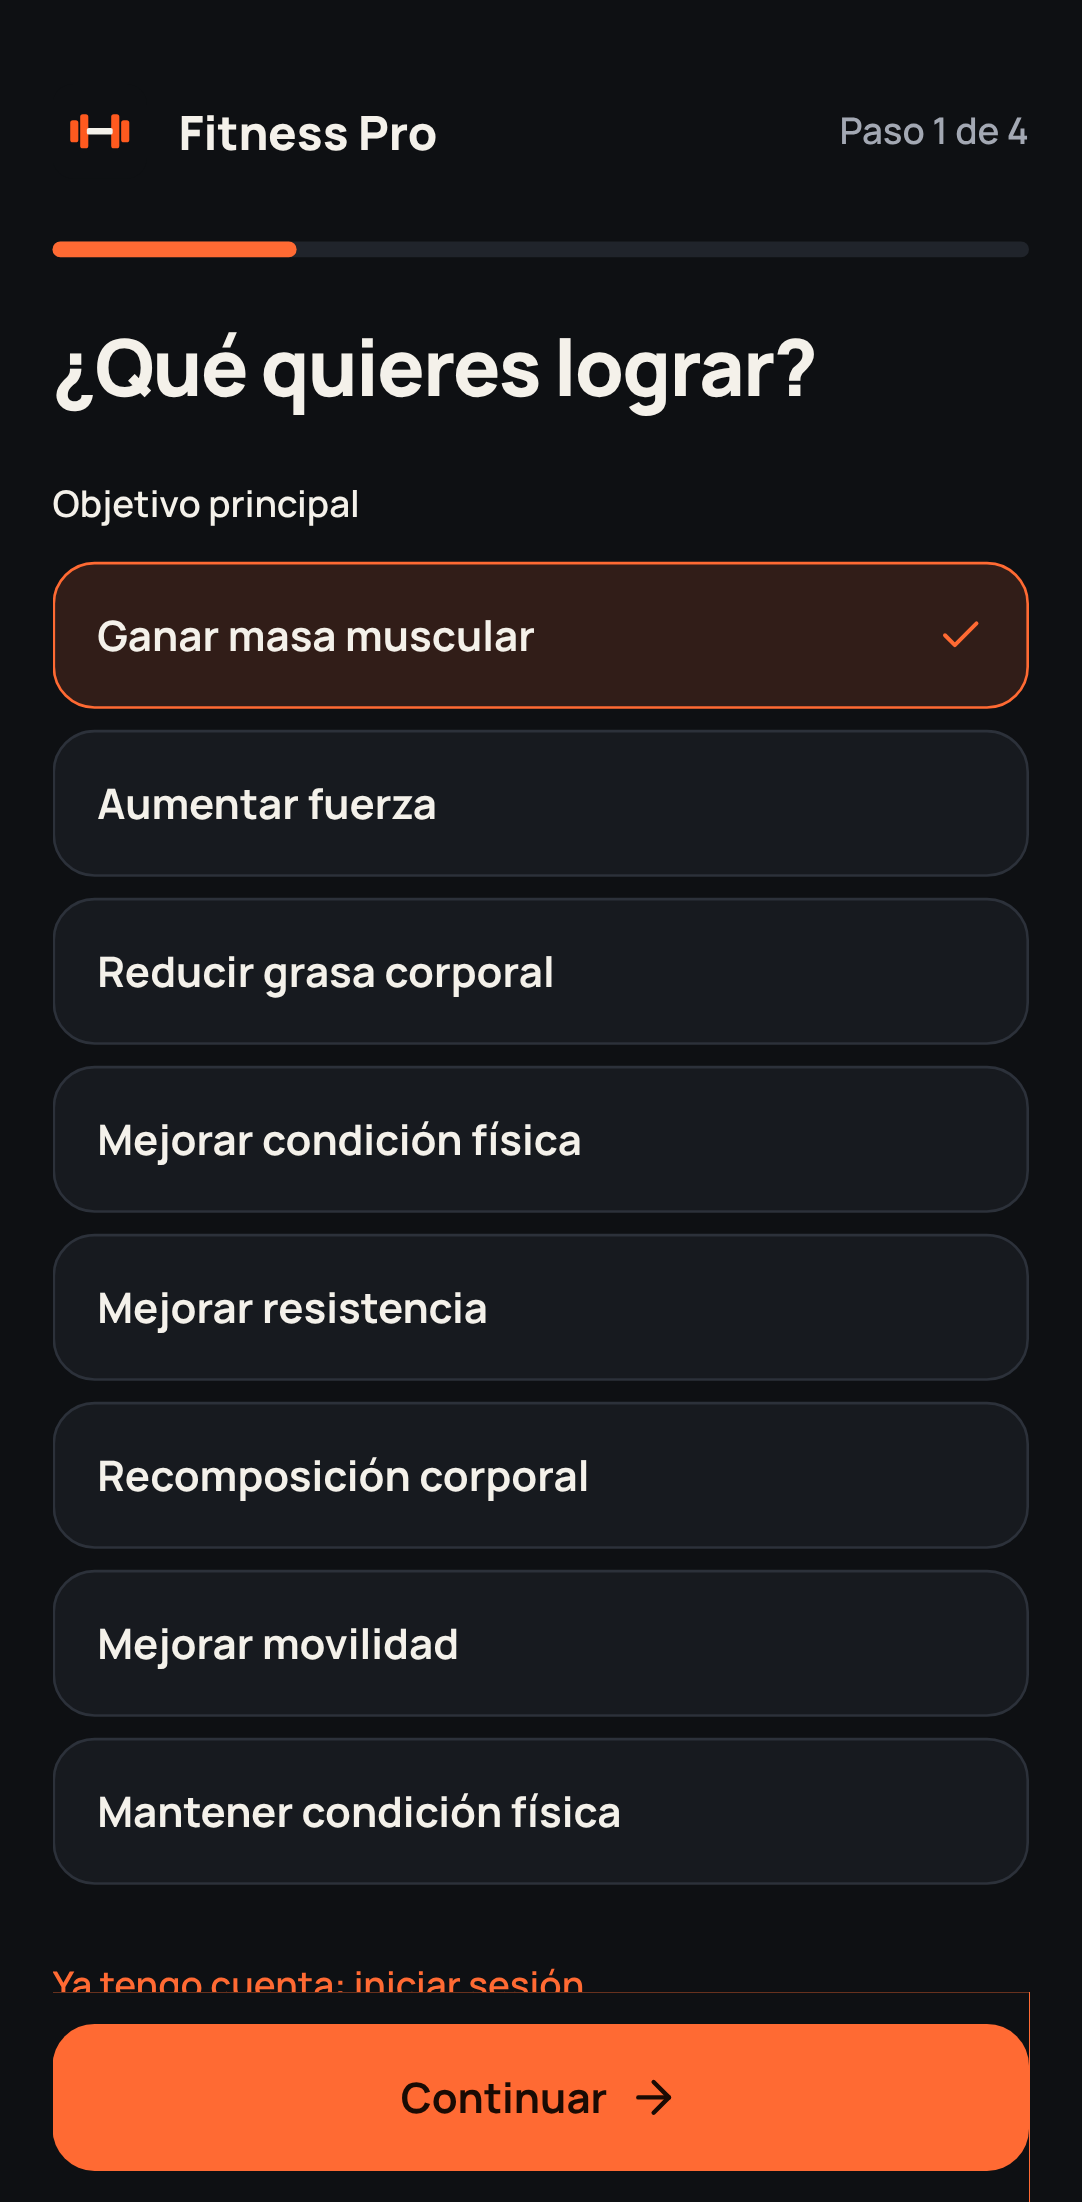 Fitness Pro
Paso 1 de 4
¿Qué quieres lograr?
Objetivo principal
Ganar masa muscular
Aumentar fuerza
Reducir grasa corporal
Mejorar condición física
Mejorar resistencia
Recomposición corporal
Mejorar movilidad
Mantener condición física
Ya tengo cuenta: iniciar sesión
Continuar